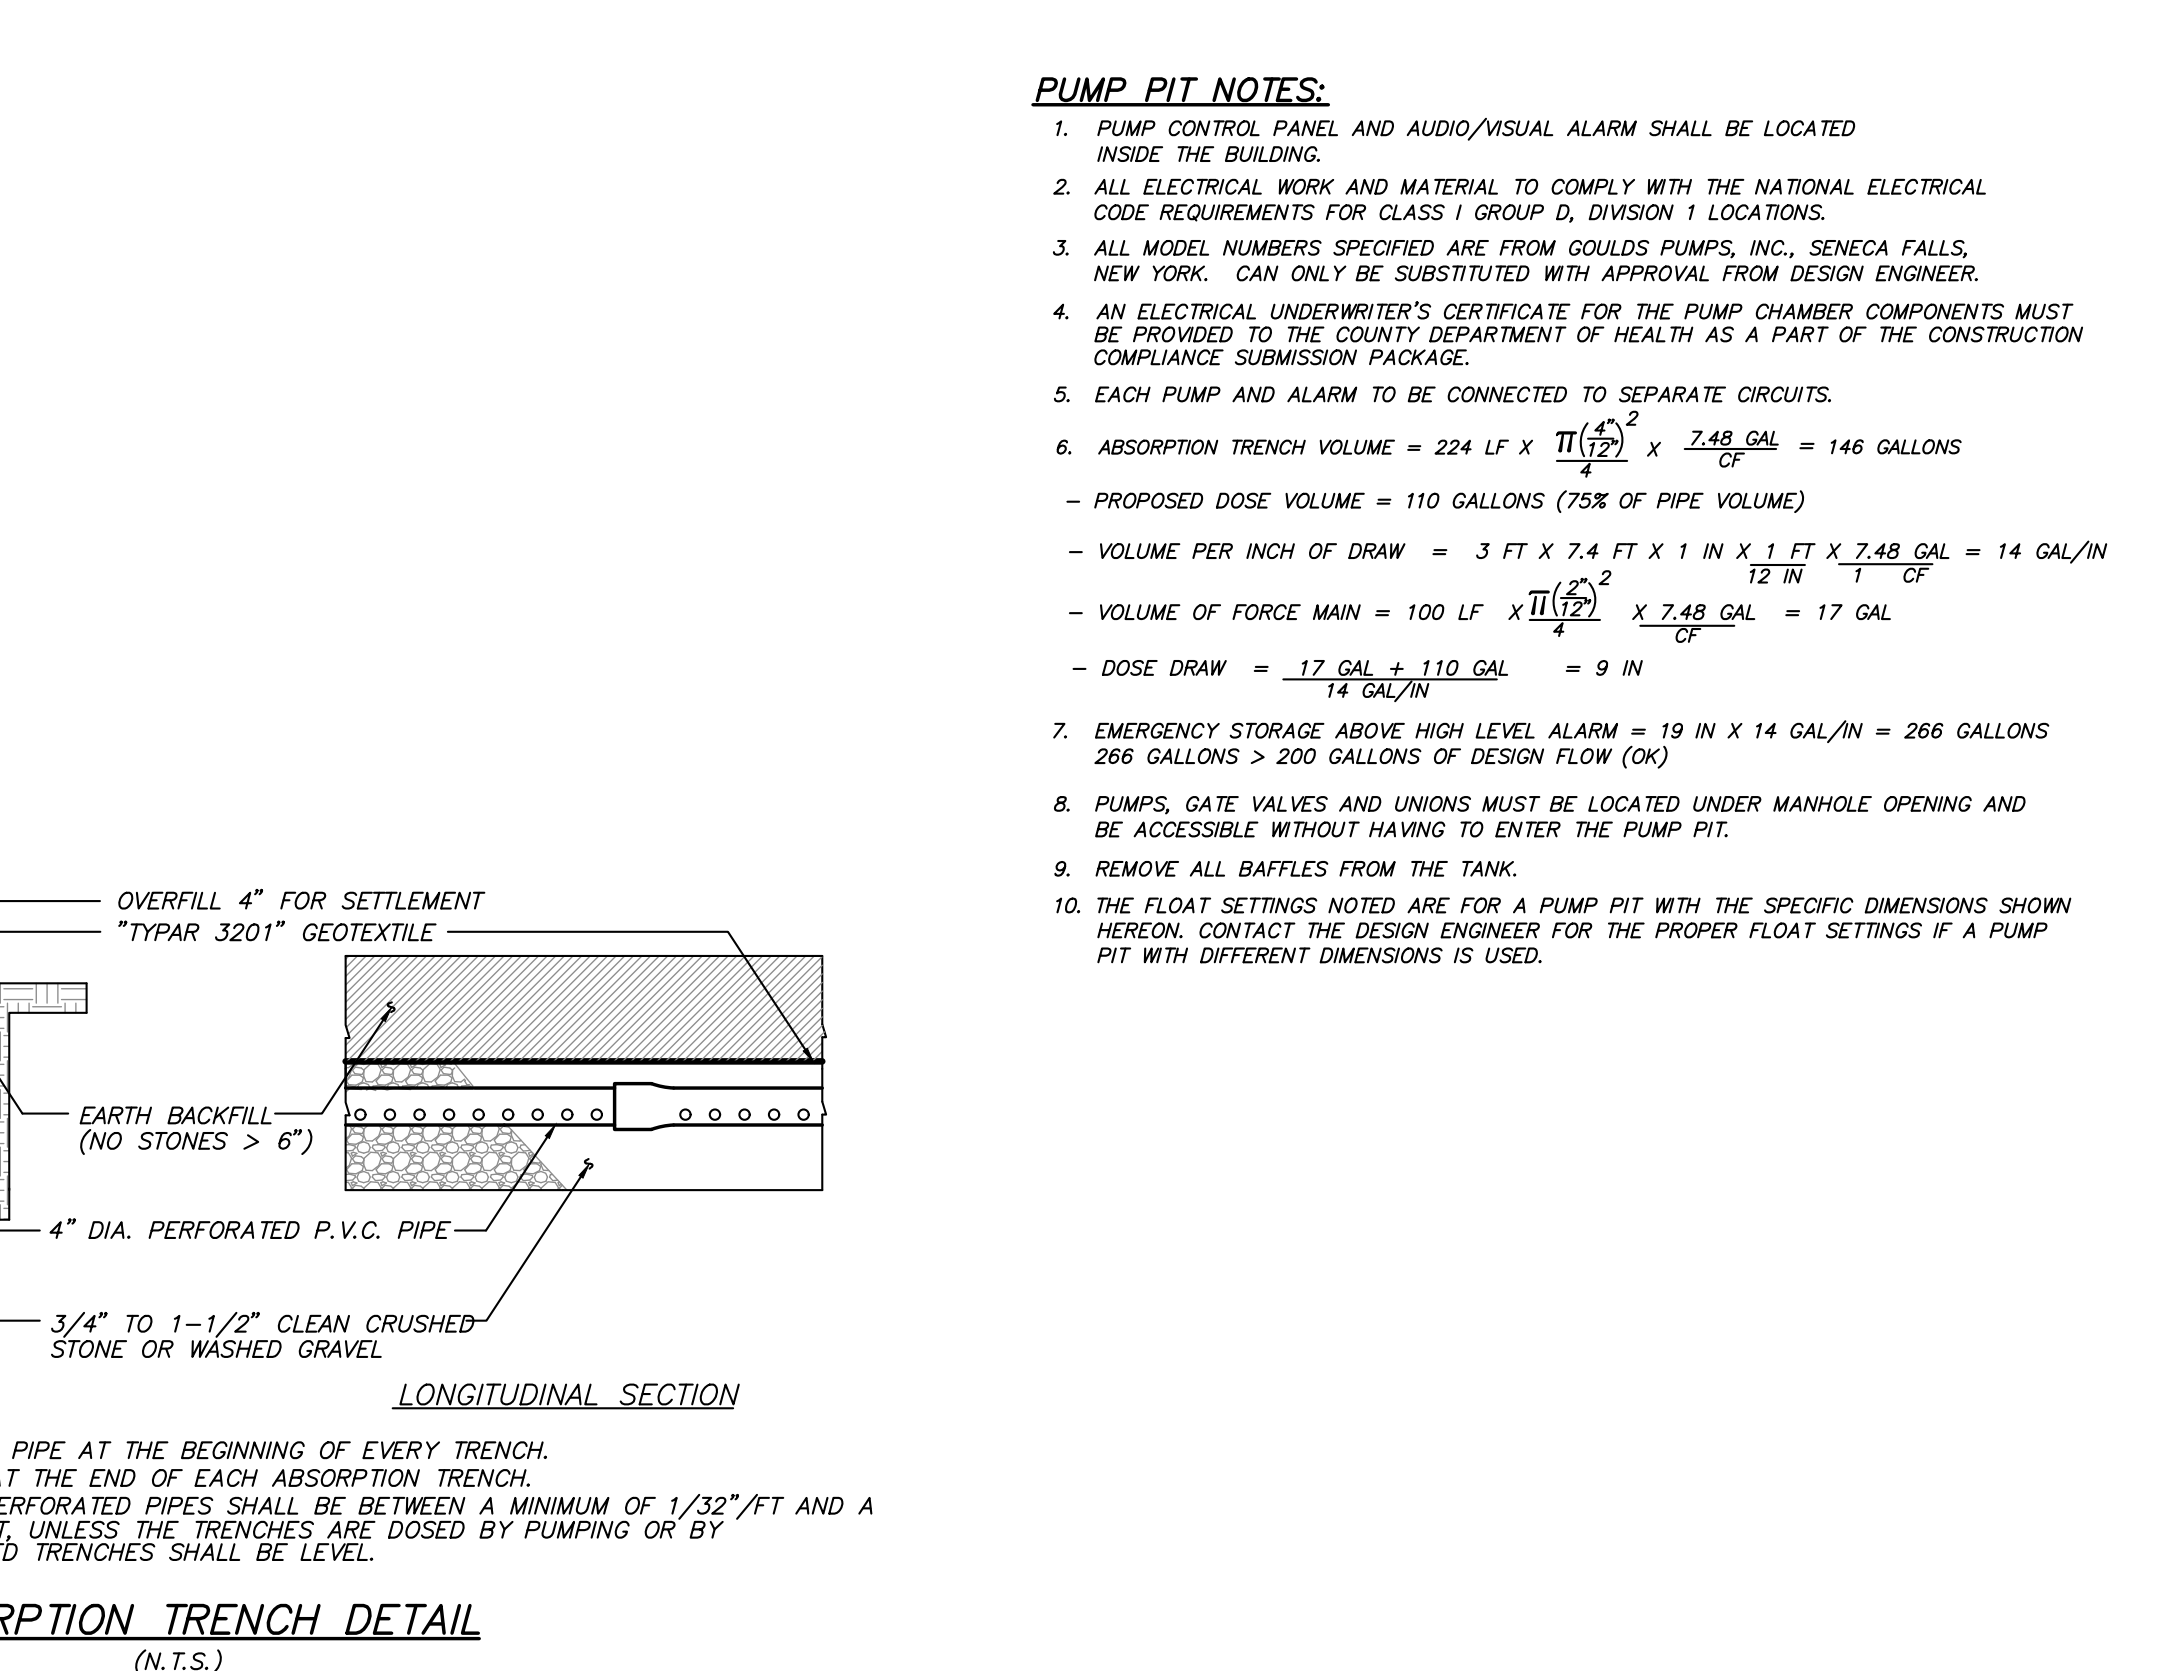 PUMP PIT NOTES:
1. PUMP CONTROL PANEL AND AUDIO/VISUAL ALARM SHALL BE LOCATED
INSIDE THE BUILDING.
2. ALL ELECTRICAL WORK AND MATERIAL TO COMPLY WITH THE NATIONAL ELECTRICAL
CODE REQUIREMENTS FOR CLASS I GROUP D, DIVISION 1 LOCATIONS.
3. ALL MODEL NUMBERS SPECIFIED ARE FROM GOULDS PUMPS, INC., SENECA FALLS,
NEW YORK. CAN ONLY BE SUBSTITUTED WITH APPROVAL FROM DESIGN ENGINEER.
4. AN ELECTRICAL UNDERWRITER'S CERTIFICATE FOR THE PUMP CHAMBER COMPONENTS MUST
BE PROVIDED TO THE COUNTY DEPARTMENT OF HEALTH AS A PART OF THE CONSTRUCTION
COMPLIANCE SUBMISSION PACKAGE.
5. EACH PUMP AND ALARM TO BE CONNECTED TO SEPARATE CIRCUITS.
6. ABSORPTION TRENCH VOLUME = 224 LF X π(4"/12")²/4 X 7.48 GAL/CF = 146 GALLONS
– PROPOSED DOSE VOLUME = 110 GALLONS (75% OF PIPE VOLUME)
– VOLUME PER INCH OF DRAW = 3 FT X 7.4 FT X 1 IN X 1 FT/12 IN X 7.48 GAL/1 CF = 14 GAL/IN
– VOLUME OF FORCE MAIN = 100 LF X π(2"/12")²/4 X 7.48 GAL/CF = 17 GAL
– DOSE DRAW = 17 GAL + 110 GAL/14 GAL/IN = 9 IN
7. EMERGENCY STORAGE ABOVE HIGH LEVEL ALARM = 19 IN X 14 GAL/IN = 266 GALLONS
266 GALLONS > 200 GALLONS OF DESIGN FLOW (OK)
8. PUMPS, GATE VALVES AND UNIONS MUST BE LOCATED UNDER MANHOLE OPENING AND
BE ACCESSIBLE WITHOUT HAVING TO ENTER THE PUMP PIT.
9. REMOVE ALL BAFFLES FROM THE TANK.
10. THE FLOAT SETTINGS NOTED ARE FOR A PUMP PIT WITH THE SPECIFIC DIMENSIONS SHOWN
HEREON. CONTACT THE DESIGN ENGINEER FOR THE PROPER FLOAT SETTINGS IF A PUMP
PIT WITH DIFFERENT DIMENSIONS IS USED.
OVERFILL 4" FOR SETTLEMENT
"TYPAR 3201" GEOTEXTILE
EARTH BACKFILL
(NO STONES > 6")
4" DIA. PERFORATED P.V.C. PIPE
3/4" TO 1-1/2" CLEAN CRUSHED
STONE OR WASHED GRAVEL
LONGITUDINAL SECTION
PIPE AT THE BEGINNING OF EVERY TRENCH.
AT THE END OF EACH ABSORPTION TRENCH.
ERFORATED PIPES SHALL BE BETWEEN A MINIMUM OF 1/32"/FT AND A
T, UNLESS THE TRENCHES ARE DOSED BY PUMPING OR BY
D TRENCHES SHALL BE LEVEL.
RPTION TRENCH DETAIL
(N.T.S.)